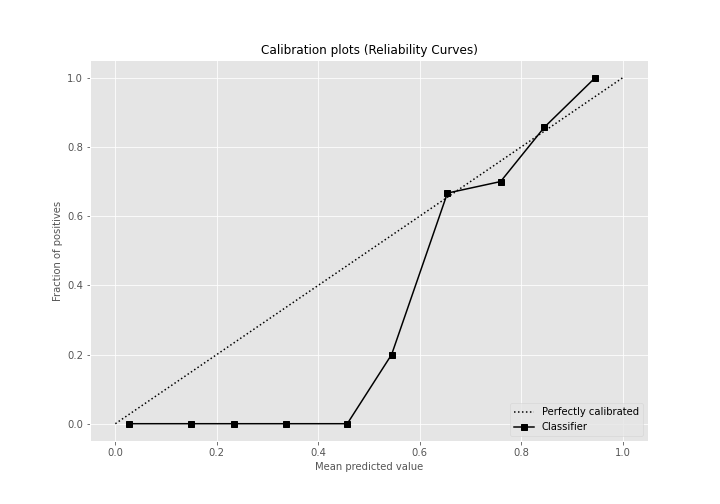 Calibration plots (Reliability Curves)
1.0
0.8
0.6
0.4
0.2
0.0
Fraction of positives
0.0 0.2 0.4 0.6 0.8 1.0
Mean predicted value
Perfectly calibrated
Classifier